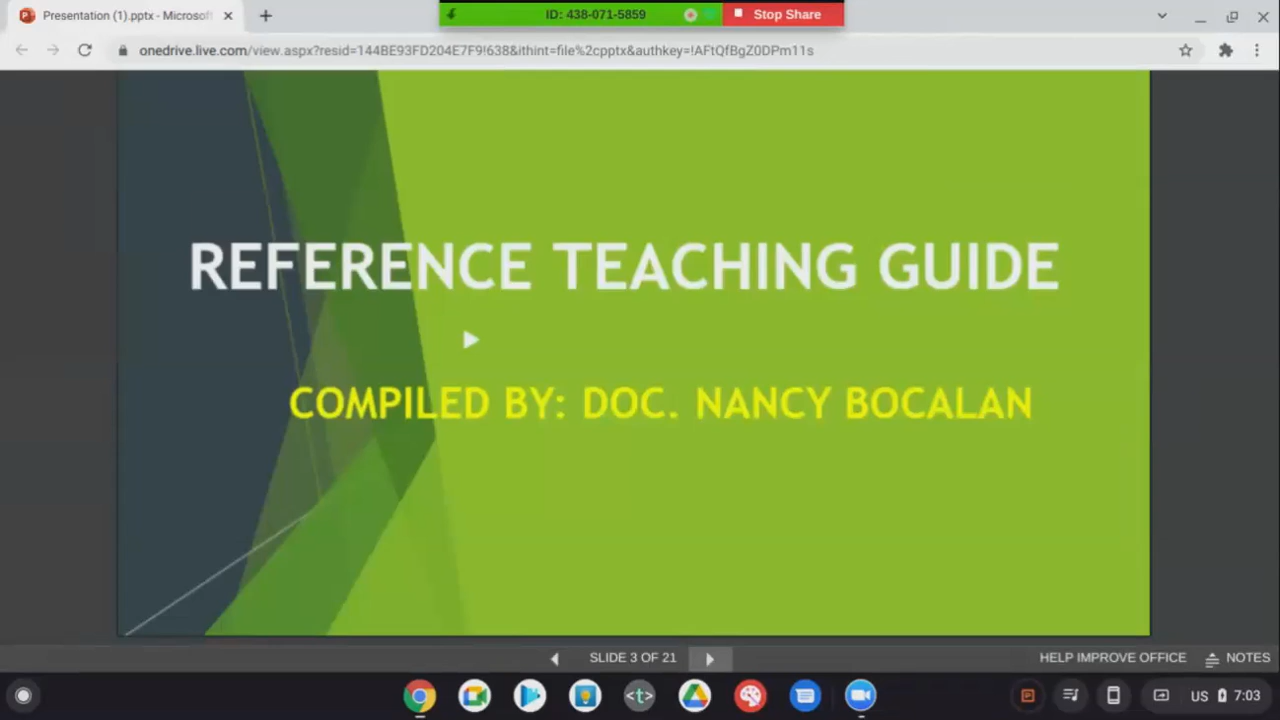 Presentation (1).pptx - Microsoft
ID: 438-071-5859
Stop Share
onedrive.live.com/view.aspx?resid=144BE93FD204E7F9!638&ithint=file%2cpptx&authkey=!AFtQfBgZ0DPm11s
REFERENCE TEACHING GUIDE
COMPILED BY: DOC. NANCY BOCALAN
SLIDE 3 OF 21
HELP IMPROVE OFFICE
NOTES
<t>
US
7:03